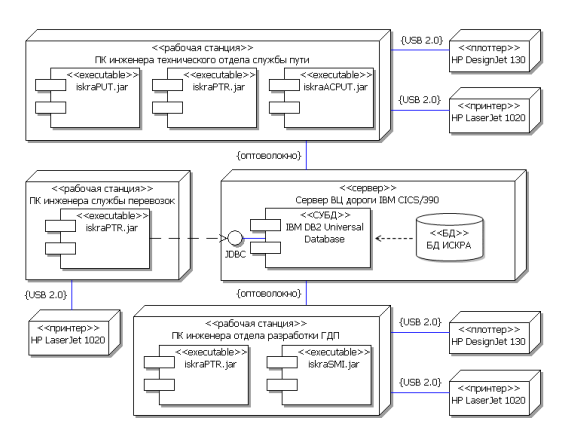 <<рабочая станция>>
ПК инженера технического отдела службы пути
<<executable>>
iskraPUT.jar
<<executable>>
iskraPTR.jar
<<executable>>
iskraACPUT.jar
{USB 2.0}
<<плоттер>>
HP DesignJet 130
{USB 2.0}
<<принтер>>
HP LaserJet 1020
{оптоволокно}
<<рабочая станция>>
ПК инженера службы перевозок
<<executable>>
iskraPTR.jar
JDBC
<<сервер>>
Сервер ВЦ дороги IBM CICS/390
<<СУБД>>
IBM DB2 Universal
Database
<<БД>>
БД ИСКРА
{USB 2.0}
<<принтер>>
HP LaserJet 1020
{оптоволокно}
<<рабочая станция>>
ПК инженера отдела разработки ГДП
<<executable>>
iskraPTR.jar
<<executable>>
iskraSMI.jar
{USB 2.0}
<<плоттер>>
HP DesignJet 130
{USB 2.0}
<<принтер>>
HP LaserJet 1020